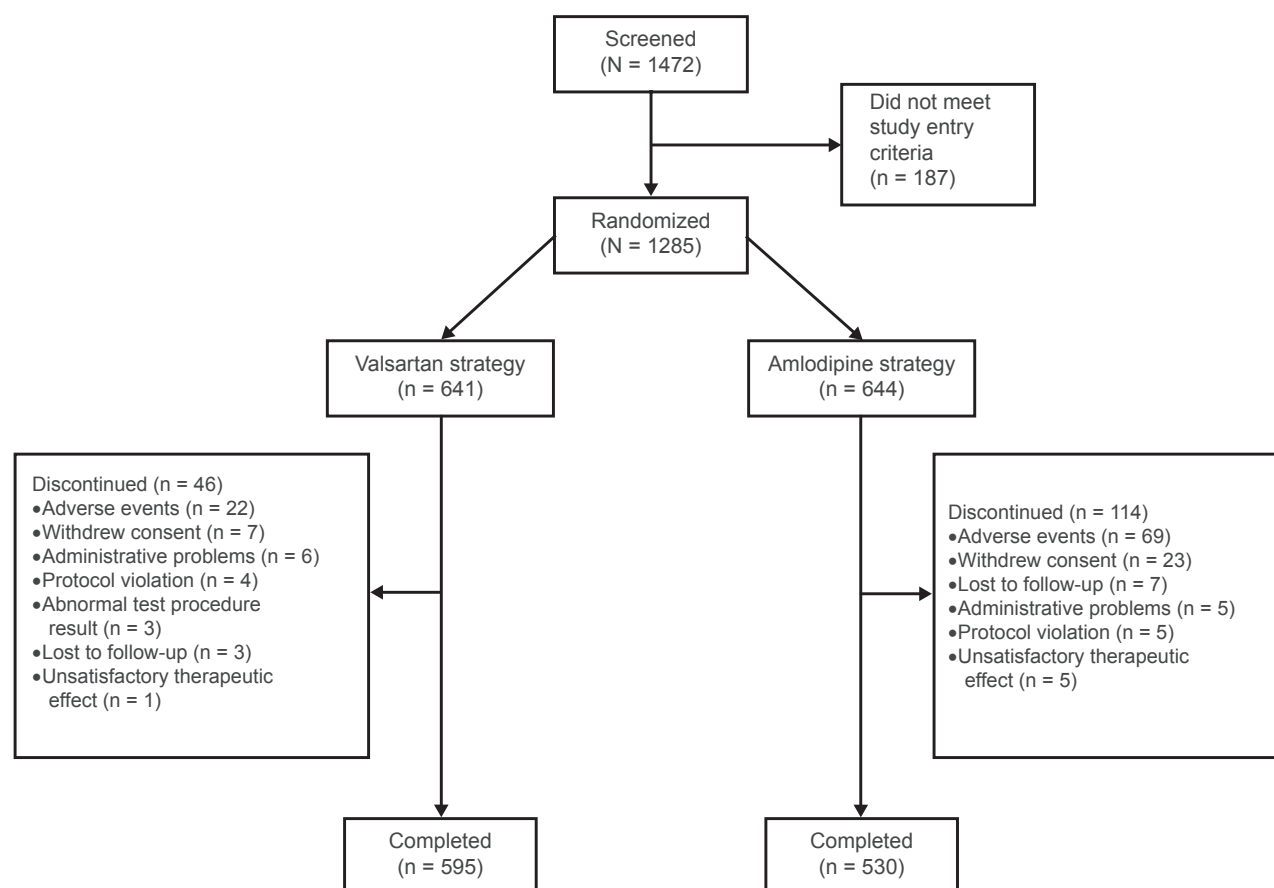 Screened
(N = 1472)
Did not meet
study entry
criteria
(n = 187)
Randomized
(N = 1285)
Valsartan strategy
(n = 641)
Amlodipine strategy
(n = 644)
Discontinued (n = 46)
•Adverse events (n = 22)
•Withdrew consent (n = 7)
•Administrative problems (n = 6)
•Protocol violation (n = 4)
•Abnormal test procedure
result (n = 3)
•Lost to follow-up (n = 3)
•Unsatisfactory therapeutic
effect (n = 1)
Discontinued (n = 114)
•Adverse events (n = 69)
•Withdrew consent (n = 23)
•Lost to follow-up (n = 7)
•Administrative problems (n = 5)
•Protocol violation (n = 5)
•Unsatisfactory therapeutic
effect (n = 5)
Completed
(n = 595)
Completed
(n = 530)